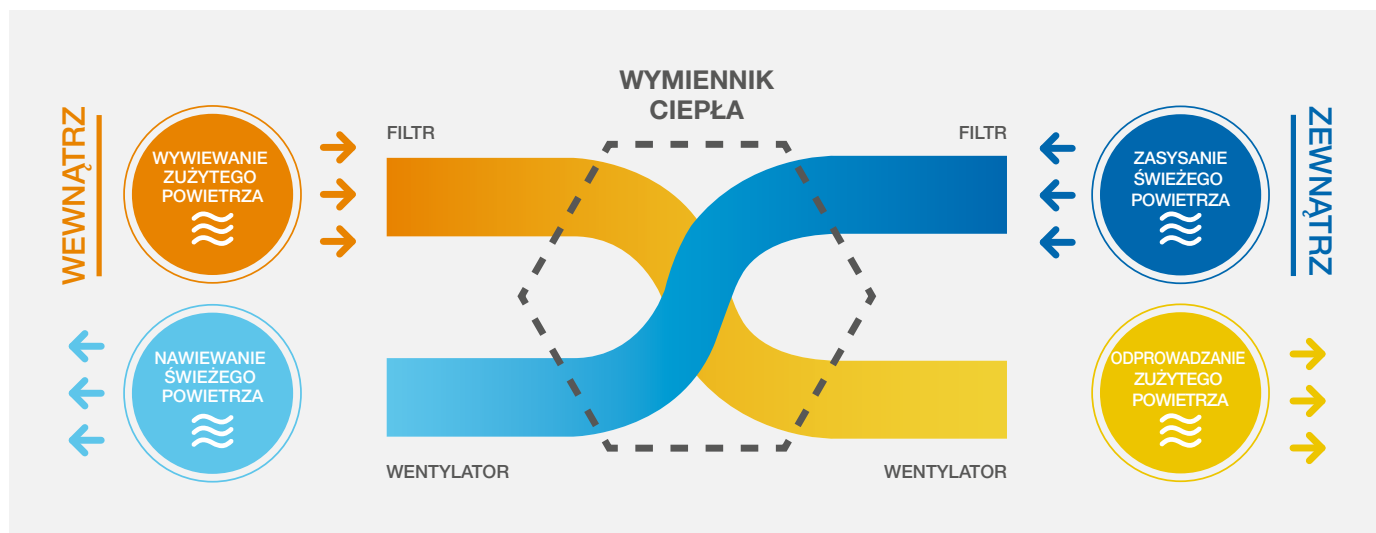 WYMIENNIK
CIEPŁA
WEWNĄTRZ
WYWIEWANIE
ZUŻYTEGO
POWIETRZA
FILTR
FILTR
ZASYSANIE
ŚWIEŻEGO
POWIETRZA
ZEWNĄTRZ
NAWIEWANIE
ŚWIEŻEGO
POWIETRZA
WENTYLATOR
WENTYLATOR
ODPROWADZANIE
ZUŻYTEGO
POWIETRZA